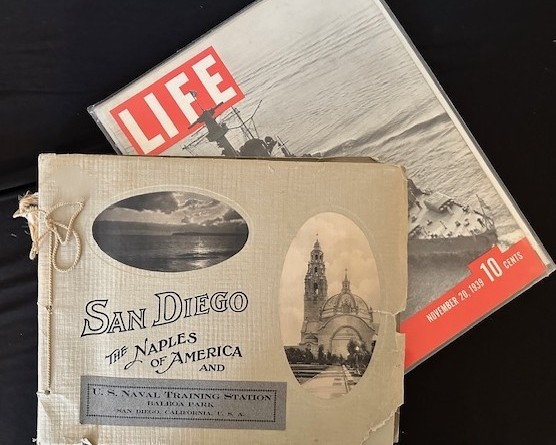 LIFE
NOVEMBER 20, 1939 10 CENTS
SAN DIEGO
THE NAPLES
OF AMERICA
AND
U. S. NAVAL TRAINING STATION
BALBOA PARK
SAN DIEGO, CALIFORNIA, U. S. A.